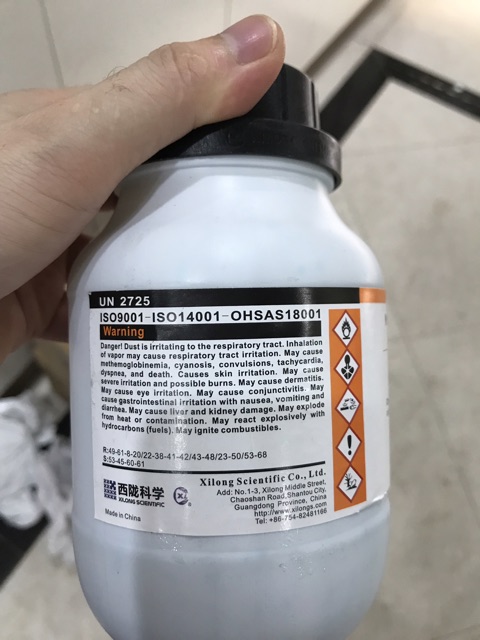 UN 2725
ISO9001-ISO14001-OHSAS18001
Warning
Danger! Dust is irritating to the respiratory tract. Inhalation
of vapor may cause respiratory tract irritation. May cause
methemoglobinemia, cyanosis, convulsions, tachycardia,
dyspnea, and death. Causes skin irritation. May cause
severe irritation and possible burns. May cause dermatitis.
May cause eye irritation. May cause conjunctivitis. May
cause gastrointestinal irritation with nausea, vomiting and
diarrhea. May cause liver and kidney damage. May explode
from heat or contamination. May react explosively with
hydrocarbons (fuels). May ignite combustibles.
R:49-61-8-20/22-38-41-42/43-48/23-50/53-68
S:53-45-60-61
西陇科学
XILONG SCIENTIFIC
XL ®
Made in China
Xilong Scientific Co., Ltd.
Add: No.1-3, Xilong Middle Street,
Chaoshan Road,Shantou City,
Guangdong Province, China
http://www.xilongs.com
Tel: +86-754-82481188